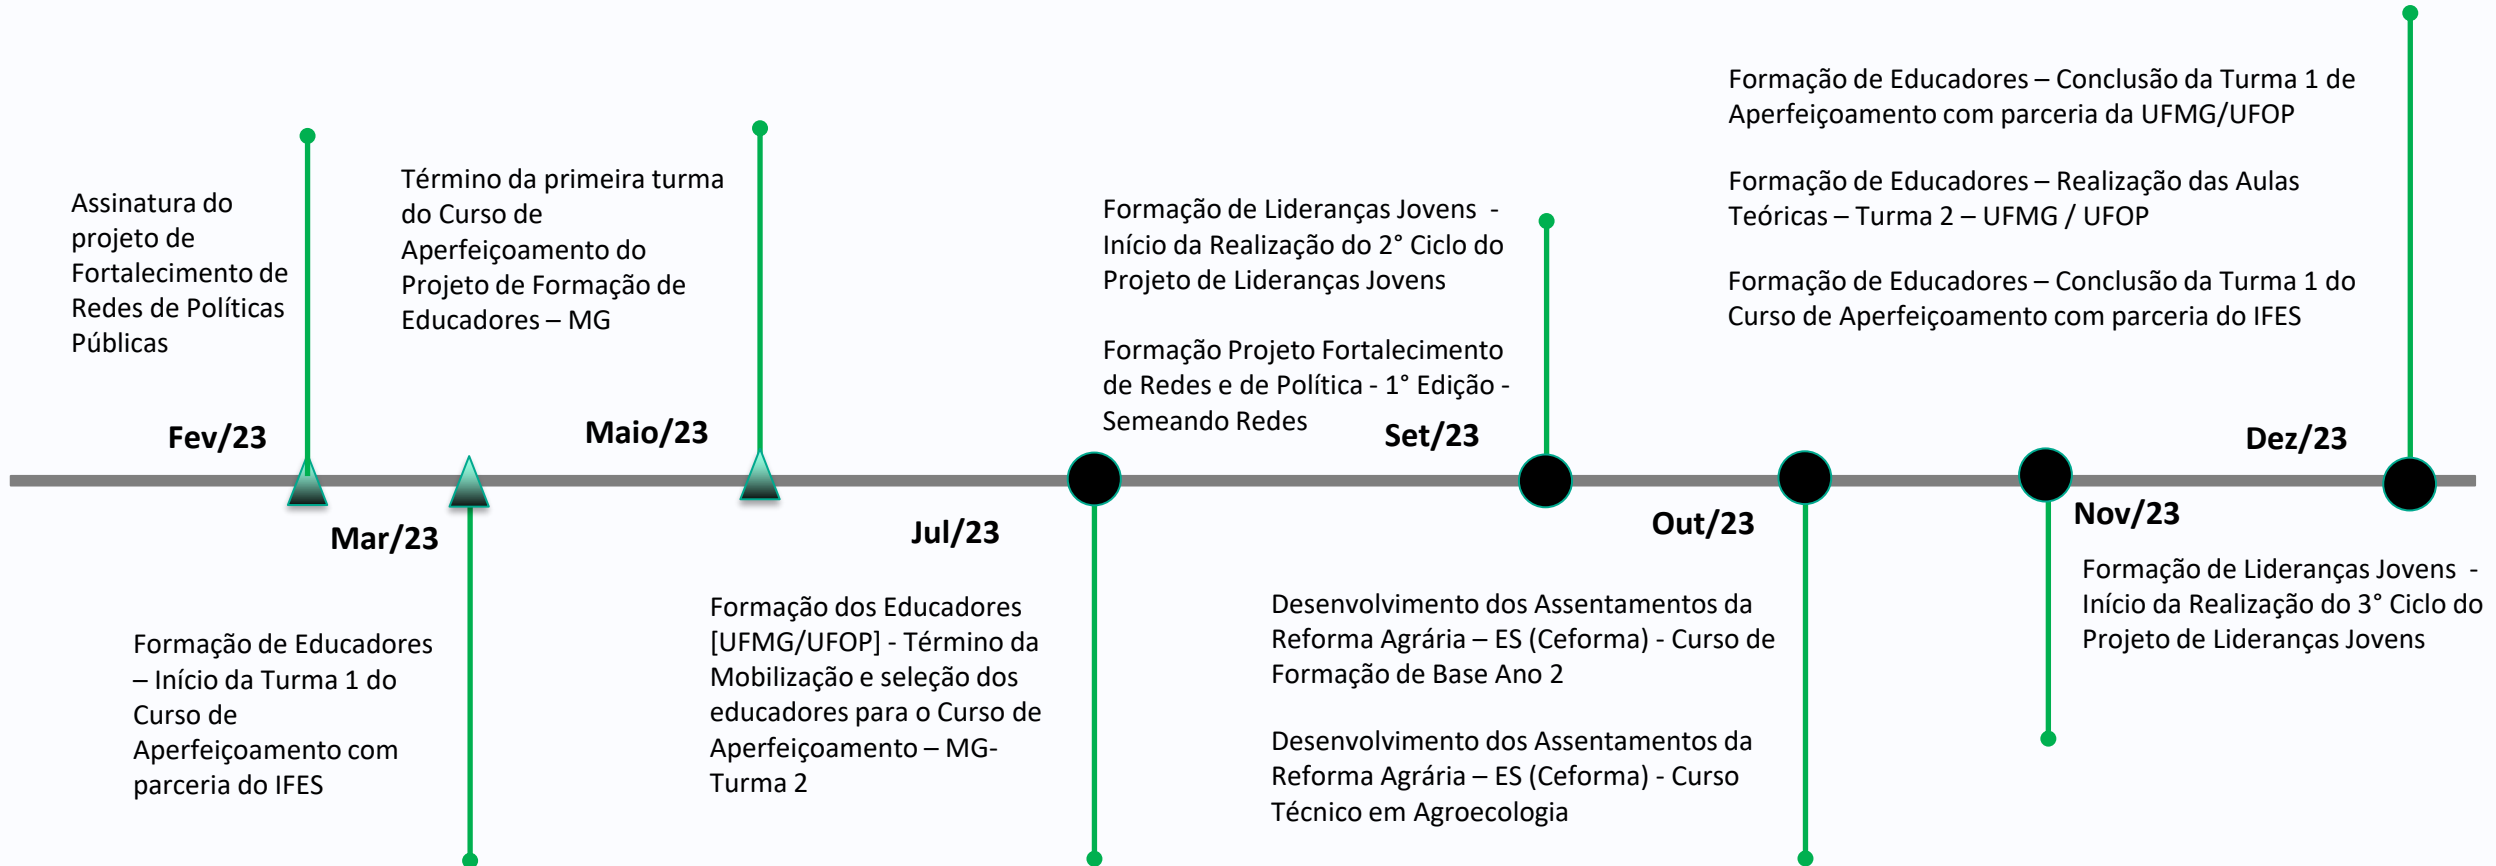 Assinatura do
projeto de
Fortalecimento de
Redes de Políticas
Públicas
Fev/23
Mar/23
Formação de Educadores
– Início da Turma 1 do
Curso de
Aperfeiçoamento com
parceria do IFES
Término da primeira turma
do Curso de
Aperfeiçoamento do
Projeto de Formação de
Educadores – MG
Maio/23
Jul/23
Formação dos Educadores
[UFMG/UFOP] - Término da
Mobilização e seleção dos
educadores para o Curso de
Aperfeiçoamento – MG-
Turma 2
Formação de Lideranças Jovens -
Início da Realização do 2° Ciclo do
Projeto de Lideranças Jovens
Formação Projeto Fortalecimento
de Redes e de Política - 1° Edição -
Semeando Redes
Set/23
Out/23
Desenvolvimento dos Assentamentos da
Reforma Agrária – ES (Ceforma) - Curso de
Formação de Base Ano 2
Desenvolvimento dos Assentamentos da
Reforma Agrária – ES (Ceforma) - Curso
Técnico em Agroecologia
Nov/23
Formação de Lideranças Jovens -
Início da Realização do 3° Ciclo do
Projeto de Lideranças Jovens
Formação de Educadores – Conclusão da Turma 1 de
Aperfeiçoamento com parceria da UFMG/UFOP
Formação de Educadores – Realização das Aulas
Teóricas – Turma 2 – UFMG / UFOP
Formação de Educadores – Conclusão da Turma 1 do
Curso de Aperfeiçoamento com parceria do IFES
Dez/23